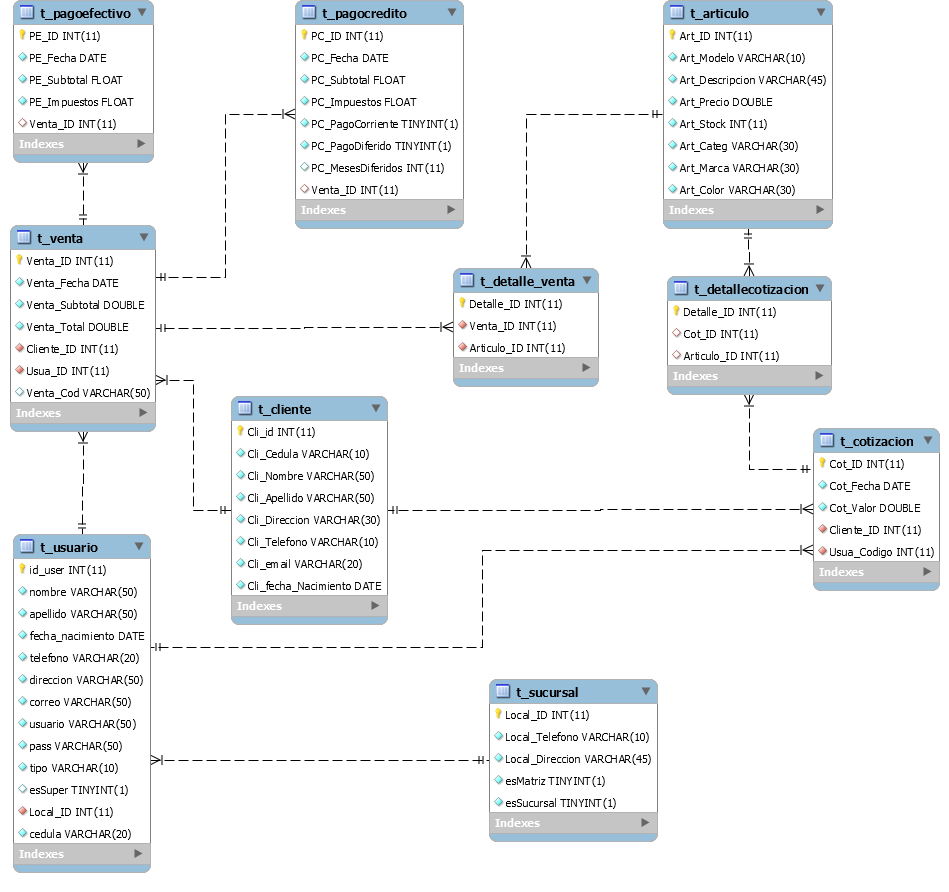 t_pagoefectivo
PE_ID INT(11)
PE_Fecha DATE
PE_Subtotal FLOAT
PE_Impuestos FLOAT
Venta_ID INT(11)
Indexes
t_pagocredito
PC_ID INT(11)
PC_Fecha DATE
PC_Subtotal FLOAT
PC_Impuestos FLOAT
PC_PagoCorriente TINYINT(1)
PC_PagoDiferido TINYINT(1)
PC_MesesDiferidos INT(11)
Venta_ID INT(11)
Indexes
t_articulo
Art_ID INT(11)
Art_Modelo VARCHAR(10)
Art_Descripcion VARCHAR(45)
Art_Precio DOUBLE
Art_Stock INT(11)
Art_Categ VARCHAR(30)
Art_Marca VARCHAR(30)
Art_Color VARCHAR(30)
Indexes
t_venta
Venta_ID INT(11)
Venta_Fecha DATE
Venta_Subtotal DOUBLE
Venta_Total DOUBLE
Cliente_ID INT(11)
Usua_ID INT(11)
Venta_Cod VARCHAR(50)
Indexes
t_detalle_venta
Detalle_ID INT(11)
Venta_ID INT(11)
Articulo_ID INT(11)
Indexes
t_detallecotizacion
Detalle_ID INT(11)
Cot_ID INT(11)
Articulo_ID INT(11)
Indexes
t_cliente
Cli_id INT(11)
Cli_Cedula VARCHAR(10)
Cli_Nombre VARCHAR(50)
Cli_Apellido VARCHAR(50)
Cli_Direccion VARCHAR(30)
Cli_Telefono VARCHAR(10)
Cli_email VARCHAR(20)
Cli_fecha_Nacimiento DATE
Indexes
t_cotizacion
Cot_ID INT(11)
Cot_Fecha DATE
Cot_Valor DOUBLE
Cliente_ID INT(11)
Usua_Codigo INT(11)
Indexes
t_usuario
id_user INT(11)
nombre VARCHAR(50)
apellido VARCHAR(50)
fecha_nacimiento DATE
telefono VARCHAR(20)
direccion VARCHAR(50)
correo VARCHAR(50)
usuario VARCHAR(50)
pass VARCHAR(50)
tipo VARCHAR(10)
esSuper TINYINT(1)
Local_ID INT(11)
cedula VARCHAR(20)
Indexes
t_sucursal
Local_ID INT(11)
Local_Telefono VARCHAR(10)
Local_Direccion VARCHAR(45)
esMatriz TINYINT(1)
esSucursal TINYINT(1)
Indexes